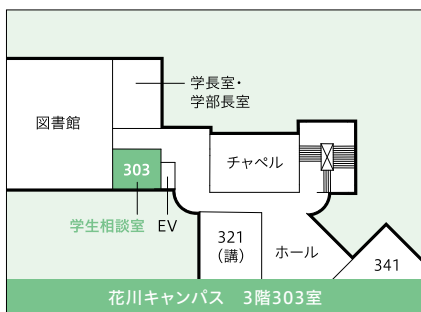 学長室・
学部長室
図書館
チャペル
303
学生相談室
EV
321
（講）
ホール
341
花川キャンパス　3階303室